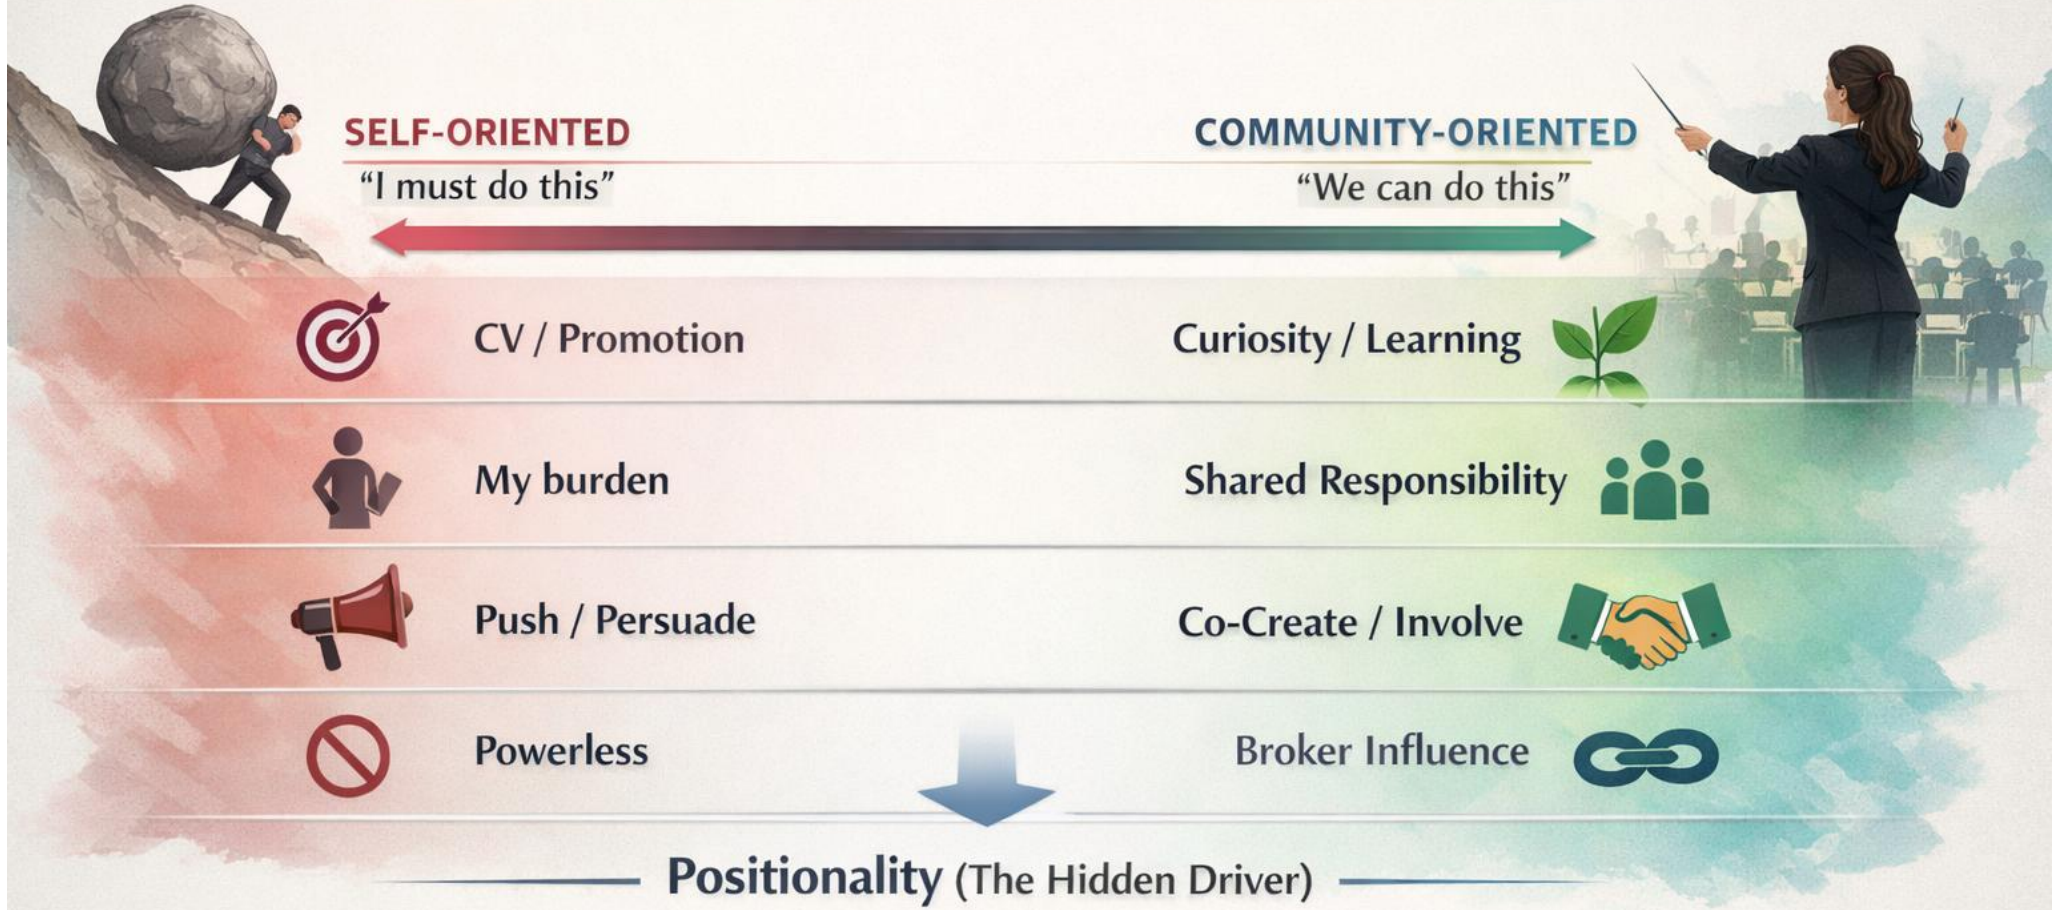 SELF-ORIENTED
"I must do this"
COMMUNITY-ORIENTED
"We can do this"
CV / Promotion
Curiosity / Learning
My burden
Shared Responsibility
Push / Persuade
Co-Create / Involve
Powerless
Broker Influence
Positionality (The Hidden Driver)